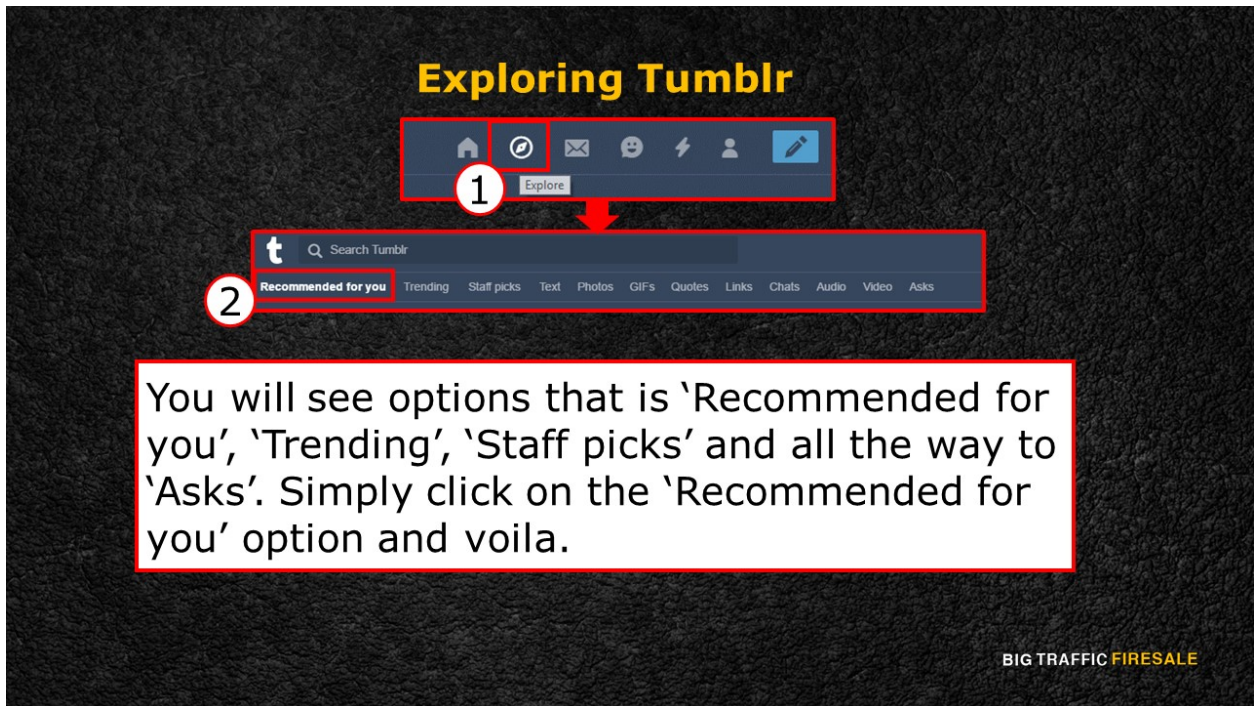 Exploring Tumblr
1
Explore
t
Search Tumblr
2
Recommended for you Trending Staff picks Text Photos GIFs Quotes Links Chats Audio Video Asks
You will see options that is ‘Recommended for
you’, ‘Trending’, ‘Staff picks’ and all the way to
‘Asks’. Simply click on the ‘Recommended for
you’ option and voila.
BIG TRAFFIC FIRESALE